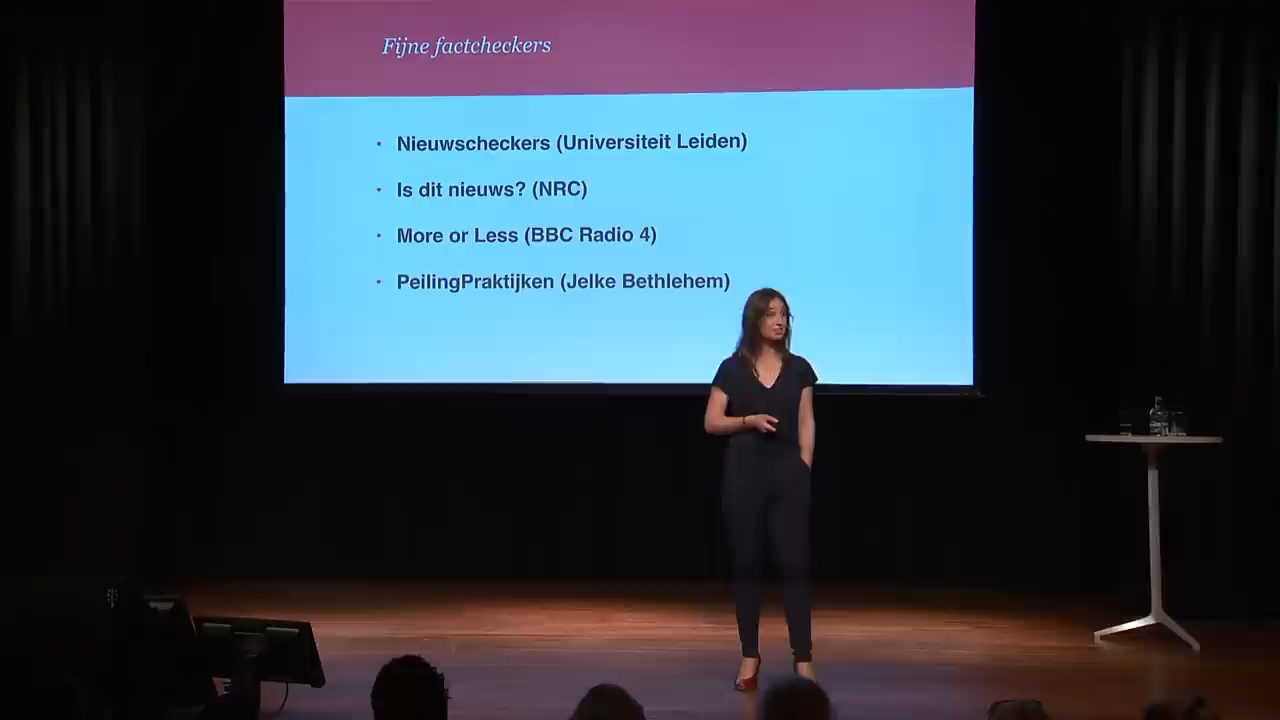 Fijne factcheckers
• Nieuwscheckers (Universiteit Leiden)
• Is dit nieuws? (NRC)
• More or Less (BBC Radio 4)
• PeilingPraktijken (Jelke Bethlehem)